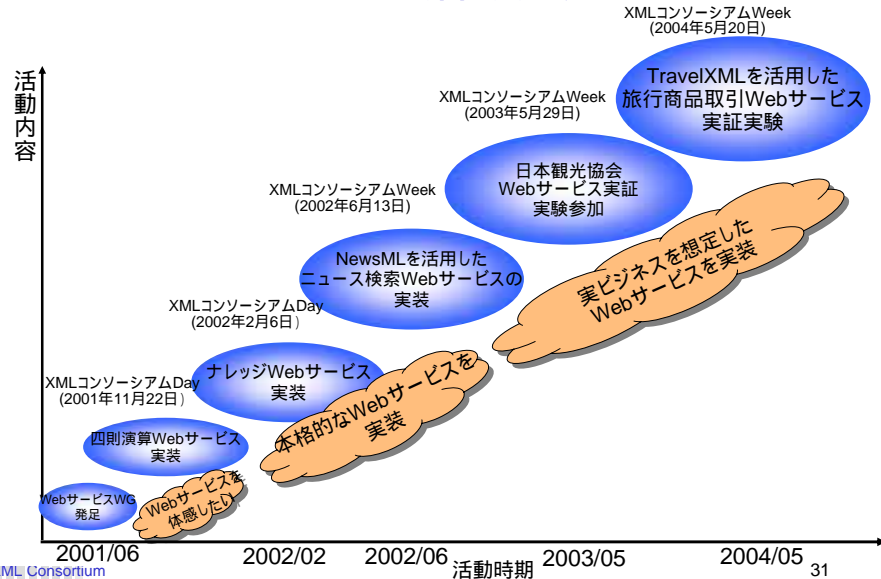 XMLコンソーシアムWeek
(2004年5月20日)
TravelXMLを活用した
旅行商品取引Webサービス
実証実験
活動内容
XMLコンソーシアムWeek
(2003年5月29日)
日本観光協会
Webサービス実証
実験参加
XMLコンソーシアムWeek
(2002年6月13日)
NewsMLを活用した
ニュース検索Webサービスの
実装
実ビジネスを想定した
Webサービスを実装
XMLコンソーシアムDay
(2002年2月6日)
ナレッジWebサービス
実装
本格的なWebサービスを
実装
XMLコンソーシアムDay
(2001年11月22日)
四則演算Webサービス
実装
WebサービスWG
発足
Webサービスを
体感したい
2001/06
2002/02
2002/06
2003/05
2004/05
活動時期
ML Consortium
31